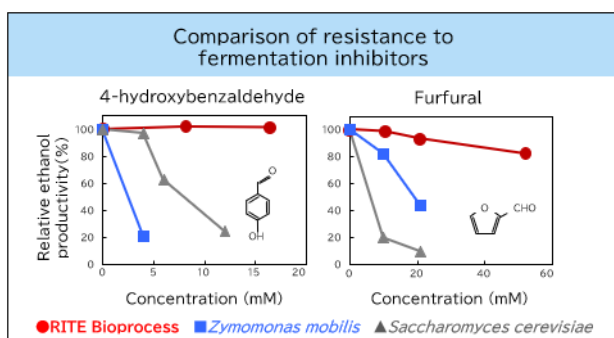 Comparison of resistance to
fermentation inhibitors
4-hydroxybenzaldehyde
Furfural
Relative ethanol
productivity(%)
100
80
60
40
20
0
0
5
10
15
20
Concentration (mM)
O
OH
100
80
60
40
20
0
0
20
40
60
Concentration (mM)
O
CHO
RITE Bioprocess Zymomonas mobilis Saccharomyces cerevisiae